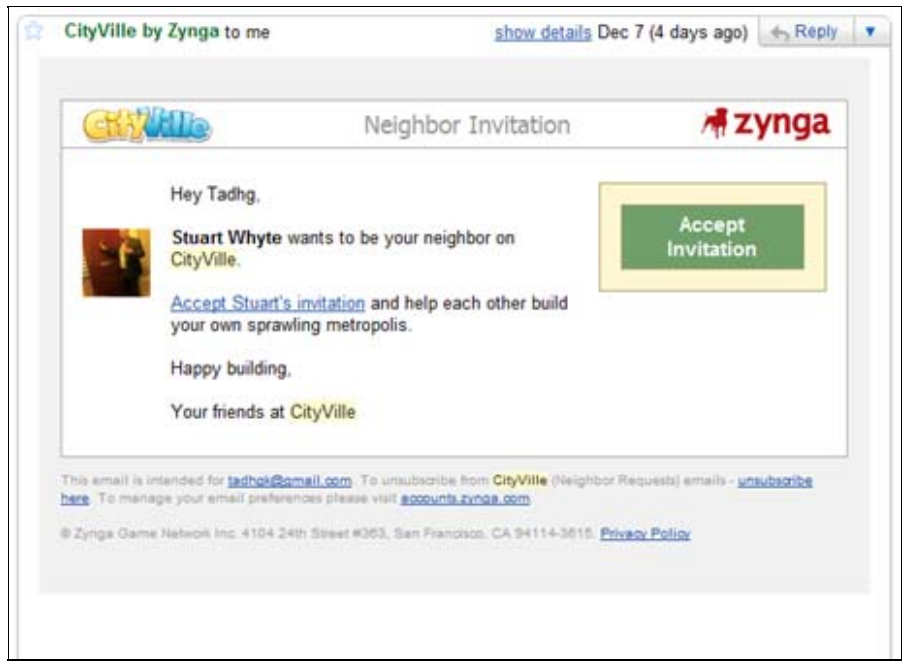 CityVille by Zynga to me show details Dec 7 (4 days ago) Reply
CityVille Neighbor Invitation zynga
Hey Tadhg,
Stuart Whyte wants to be your neighbor on
CityVille.
Accept Stuart's invitation and help each other build
your own sprawling metropolis.
Happy building,
Your friends at CityVille
Accept
Invitation
This email is intended for tadhgk@gmail.com. To unsubscribe from CityVille (Neighbor Requests) emails - unsubscribe
here. To manage your email preferences please visit accounts.zynga.com.
© Zynga Game Network Inc. 4104 24th Street #363, San Francisco, CA 94114-3615. Privacy Policy